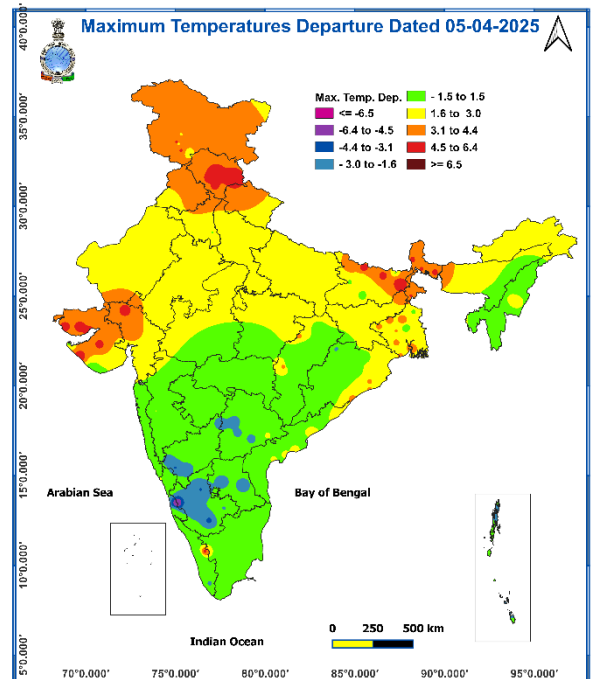 Maximum Temperatures Departure Dated 05-04-2025
Max. Temp. Dep.
<= -6.5
-6.4 to -4.5
-4.4 to -3.1
- 3.0 to -1.6
- 1.5 to 1.5
1.6 to 3.0
3.1 to 4.4
4.5 to 6.4
>= 6.5
40°0.000'
35°0.000'
30°0.000'
25°0.000'
20°0.000'
15°0.000'
10°0.000'
5°0.000'
Arabian Sea
Bay of Bengal
Indian Ocean
0 250 500 km
70°0.000' 75°0.000' 80°0.000' 85°0.000' 90°0.000' 95°0.000'